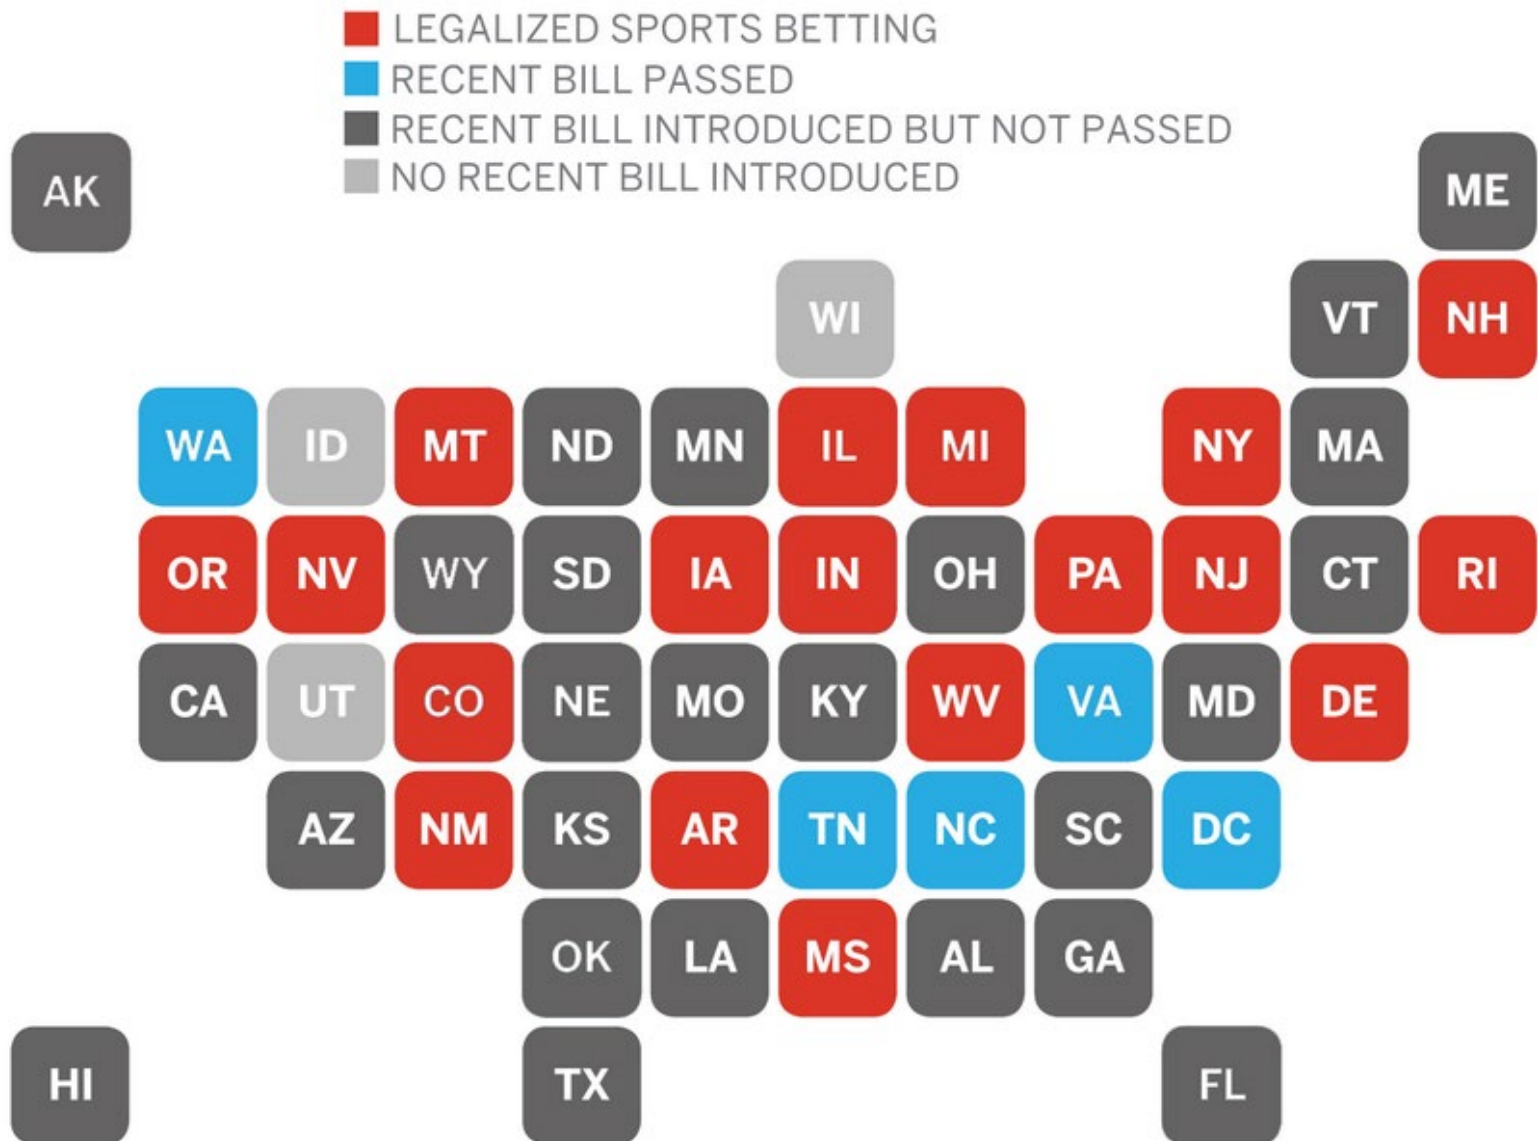 LEGALIZED SPORTS BETTING
RECENT BILL PASSED
RECENT BILL INTRODUCED BUT NOT PASSED
NO RECENT BILL INTRODUCED
AK ME
WI VT NH
WA ID MT ND MN IL MI NY MA
OR NV WY SD IA IN OH PA NJ CT RI
CA UT CO NE MO KY WV VA MD DE
AZ NM KS AR TN NC SC DC
OK LA MS AL GA
HI TX FL